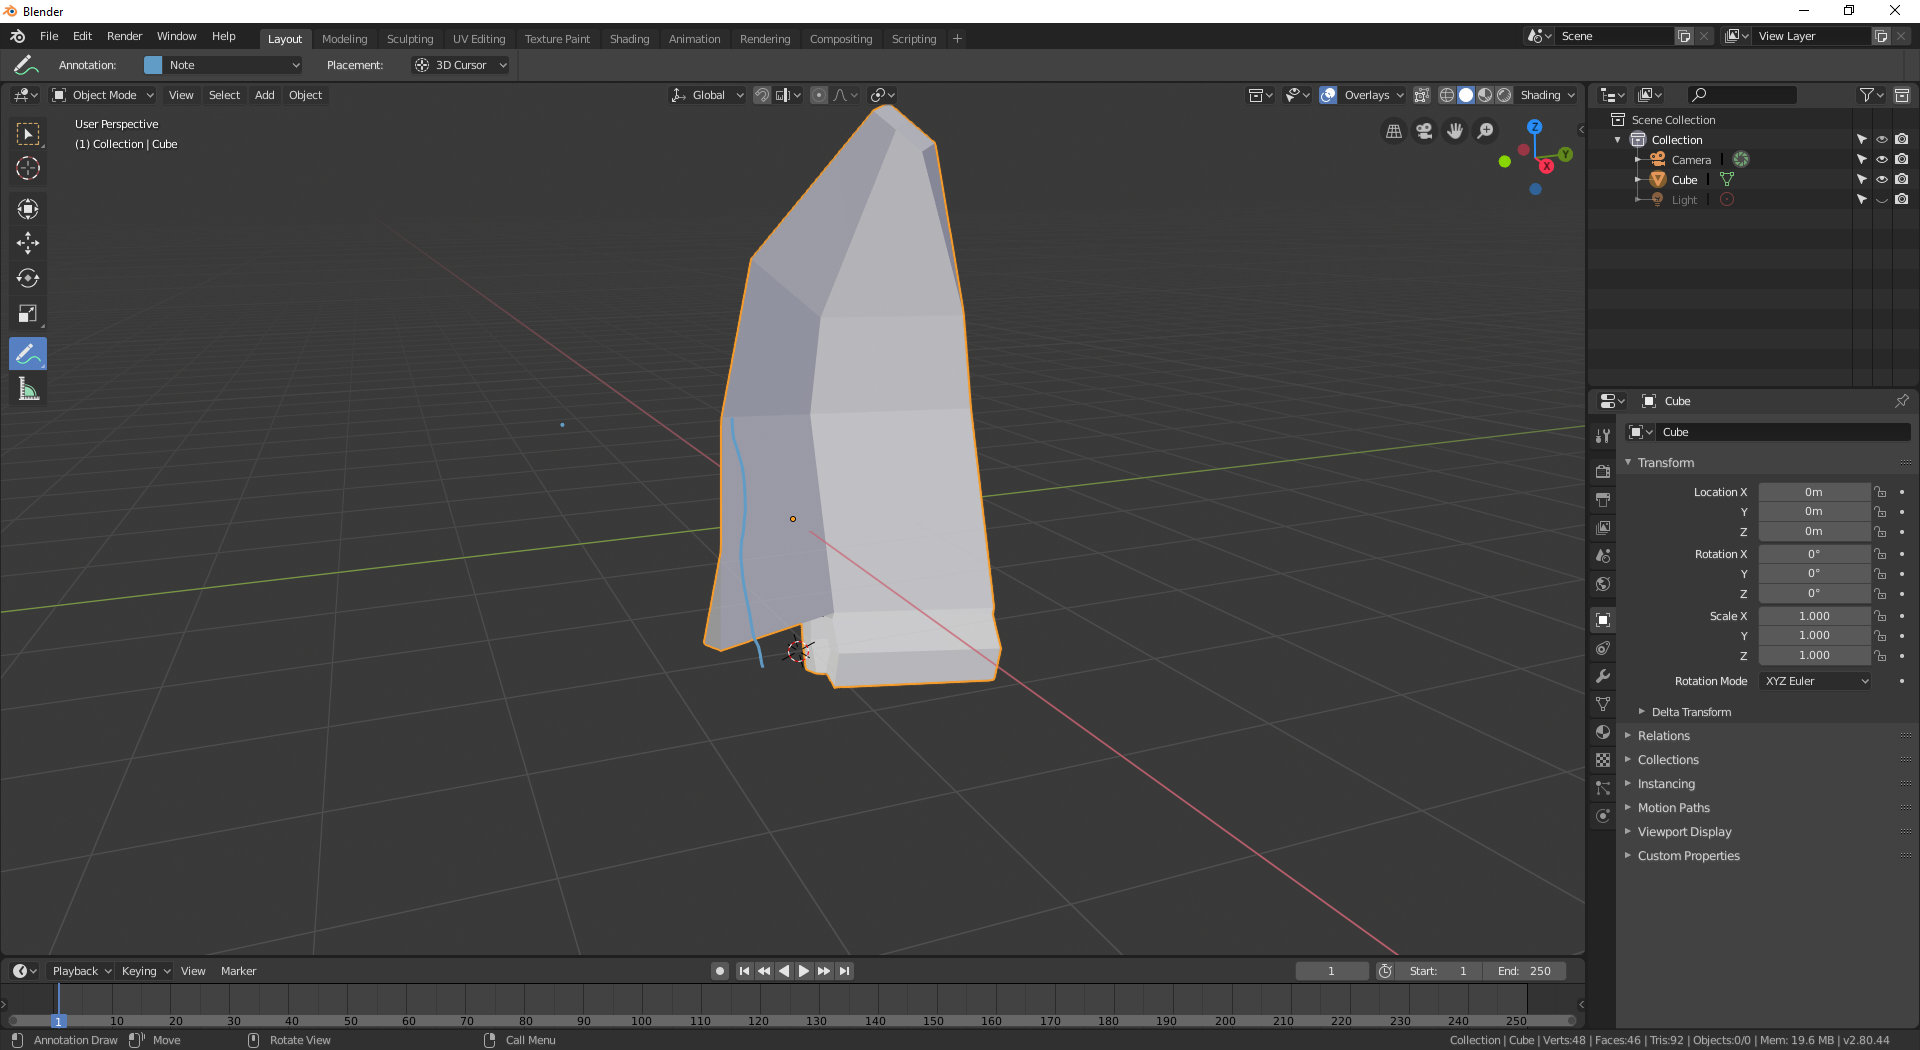 Blender
File Edit Render Window Help Layout Modeling Sculpting UV Editing Texture Paint Shading Animation Rendering Compositing Scripting + Scene View Layer
Annotation: Note Placement: 3D Cursor
Object Mode View Select Add Object Global Overlays Shading
User Perspective
(1) Collection | Cube
Z
Y
X
Scene Collection
Collection
Camera
Cube
Light
Cube
Cube
Transform
Location X 0m
Y 0m
Z 0m
Rotation X 0°
Y 0°
Z 0°
Scale X 1.000
Y 1.000
Z 1.000
Rotation Mode XYZ Euler
Delta Transform
Relations
Collections
Instancing
Motion Paths
Viewport Display
Custom Properties
Playback Keying View Marker 1 Start: 1 End: 250
1 10 20 30 40 50 60 70 80 90 100 110 120 130 140 150 160 170 180 190 200 210 220 230 240 250
Annotation Draw Move Rotate View Call Menu Collection | Cube | Verts:48 | Faces:46 | Tris:92 | Objects:0/0 | Mem: 19.6 MB | v2.80.44